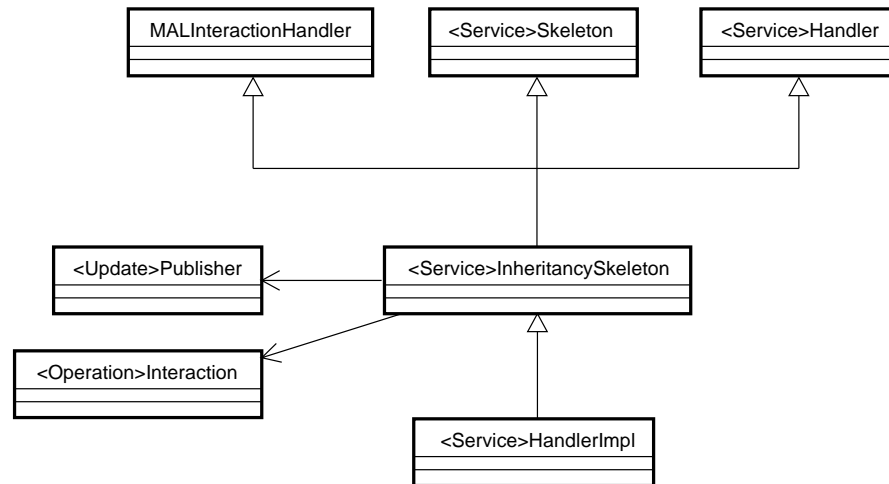 MALInteractionHandler
<Service>Skeleton
<Service>Handler
<Update>Publisher
<Service>InheritancySkeleton
<Operation>Interaction
<Service>HandlerImpl